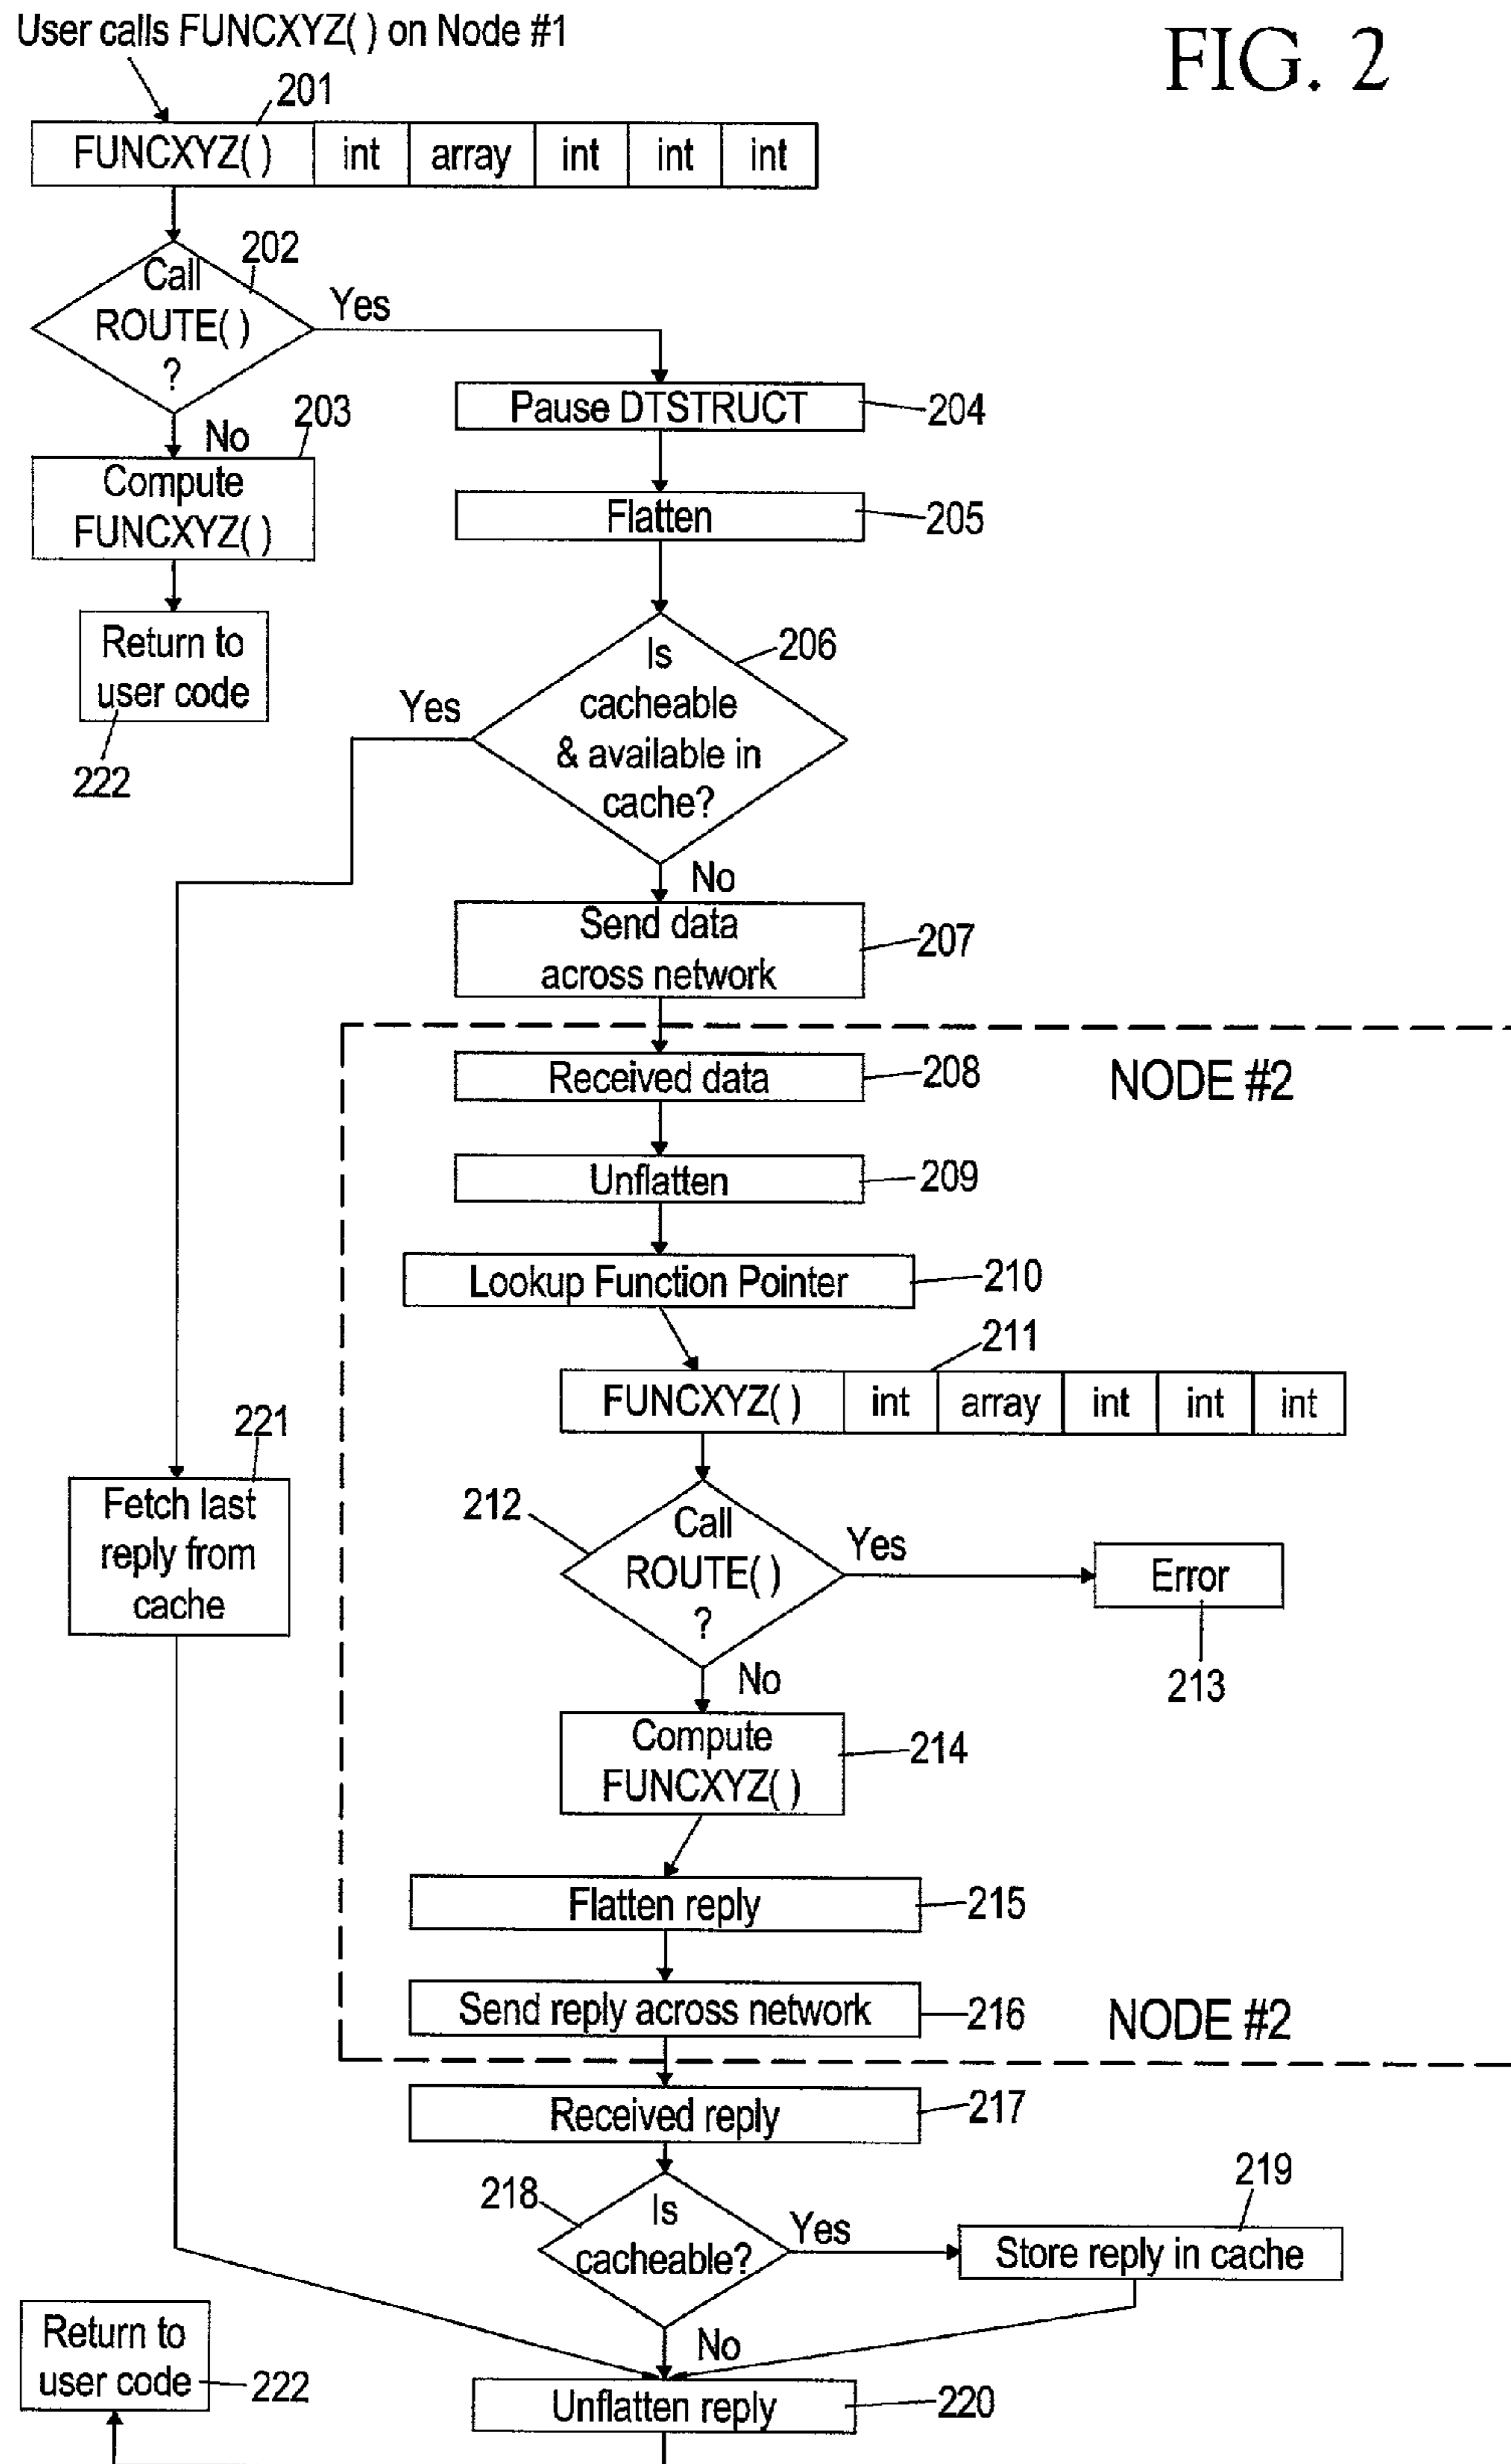 User calls FUNCXYZ( ) on Node #1
FIG. 2
201
FUNCXYZ( ) int array int int int
202
Call
ROUTE( )
?
Yes
No
203
Compute
FUNCXYZ( )
Return to
user code
222
Pause DTSTRUCT
204
Flatten
205
206
Is
cacheable
& available in
cache?
Yes
No
Send data
across network
207
Received data
208
NODE #2
Unflatten
209
Lookup Function Pointer
210
211
FUNCXYZ( ) int array int int int
212
Call
ROUTE( )
?
Yes
Error
213
No
Compute
FUNCXYZ( )
214
221
Fetch last
reply from
cache
Flatten reply
215
Send reply across network
216
NODE #2
Received reply
217
218
Is
cacheable?
Yes
219
Store reply in cache
No
Return to
user code
222
Unflatten reply
220